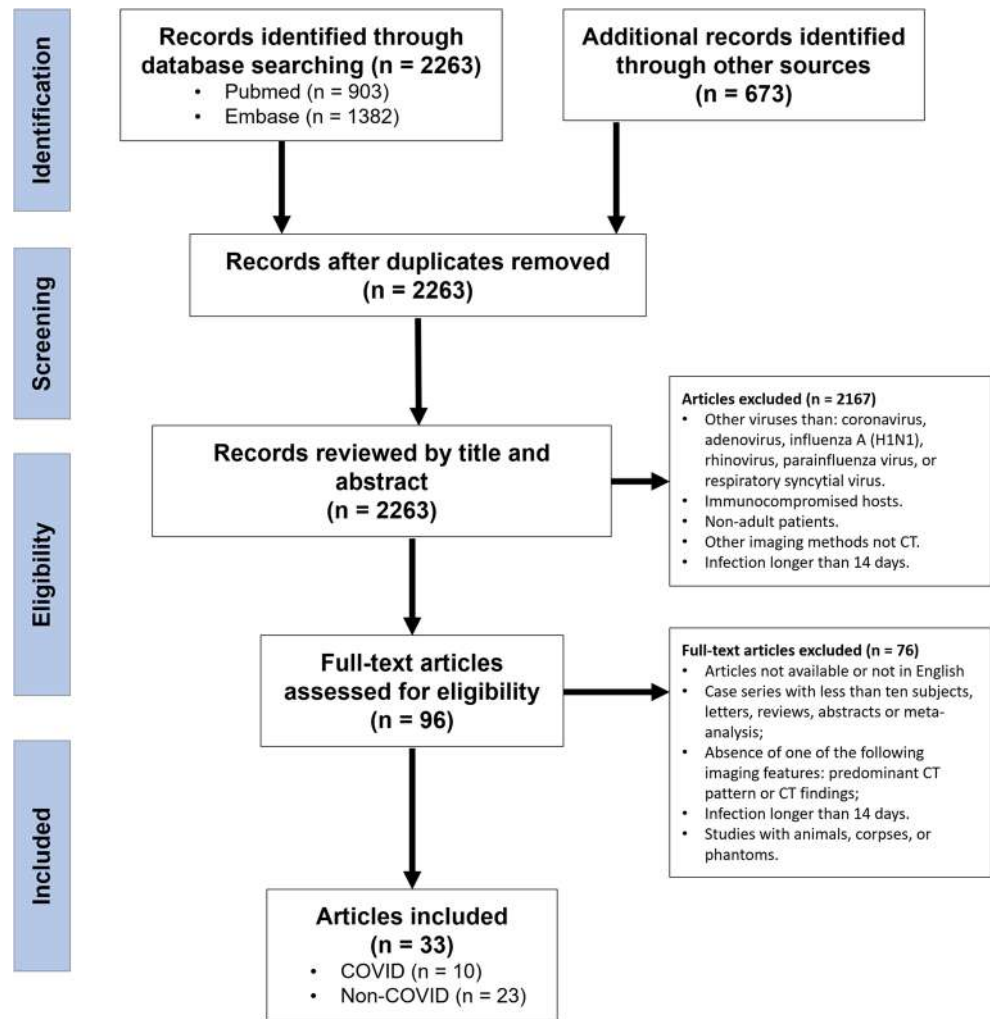 Identification
Records identified through
database searching (n = 2263)
• Pubmed (n = 903)
• Embase (n = 1382)
Additional records identified
through other sources
(n = 673)
Screening
Records after duplicates removed
(n = 2263)
Eligibility
Records reviewed by title and
abstract
(n = 2263)
Articles excluded (n = 2167)
• Other viruses than: coronavirus,
adenovirus, influenza A (H1N1),
rhinovirus, parainfluenza virus, or
respiratory syncytial virus.
• Immunocompromised hosts.
• Non-adult patients.
• Other imaging methods not CT.
• Infection longer than 14 days.
Full-text articles
assessed for eligibility
(n = 96)
Full-text articles excluded (n = 76)
• Articles not available or not in English
• Case series with less than ten subjects,
letters, reviews, abstracts or meta-
analysis;
• Absence of one of the following
imaging features: predominant CT
pattern or CT findings;
• Infection longer than 14 days.
• Studies with animals, corpses, or
phantoms.
Included
Articles included
(n = 33)
• COVID (n = 10)
• Non-COVID (n = 23)